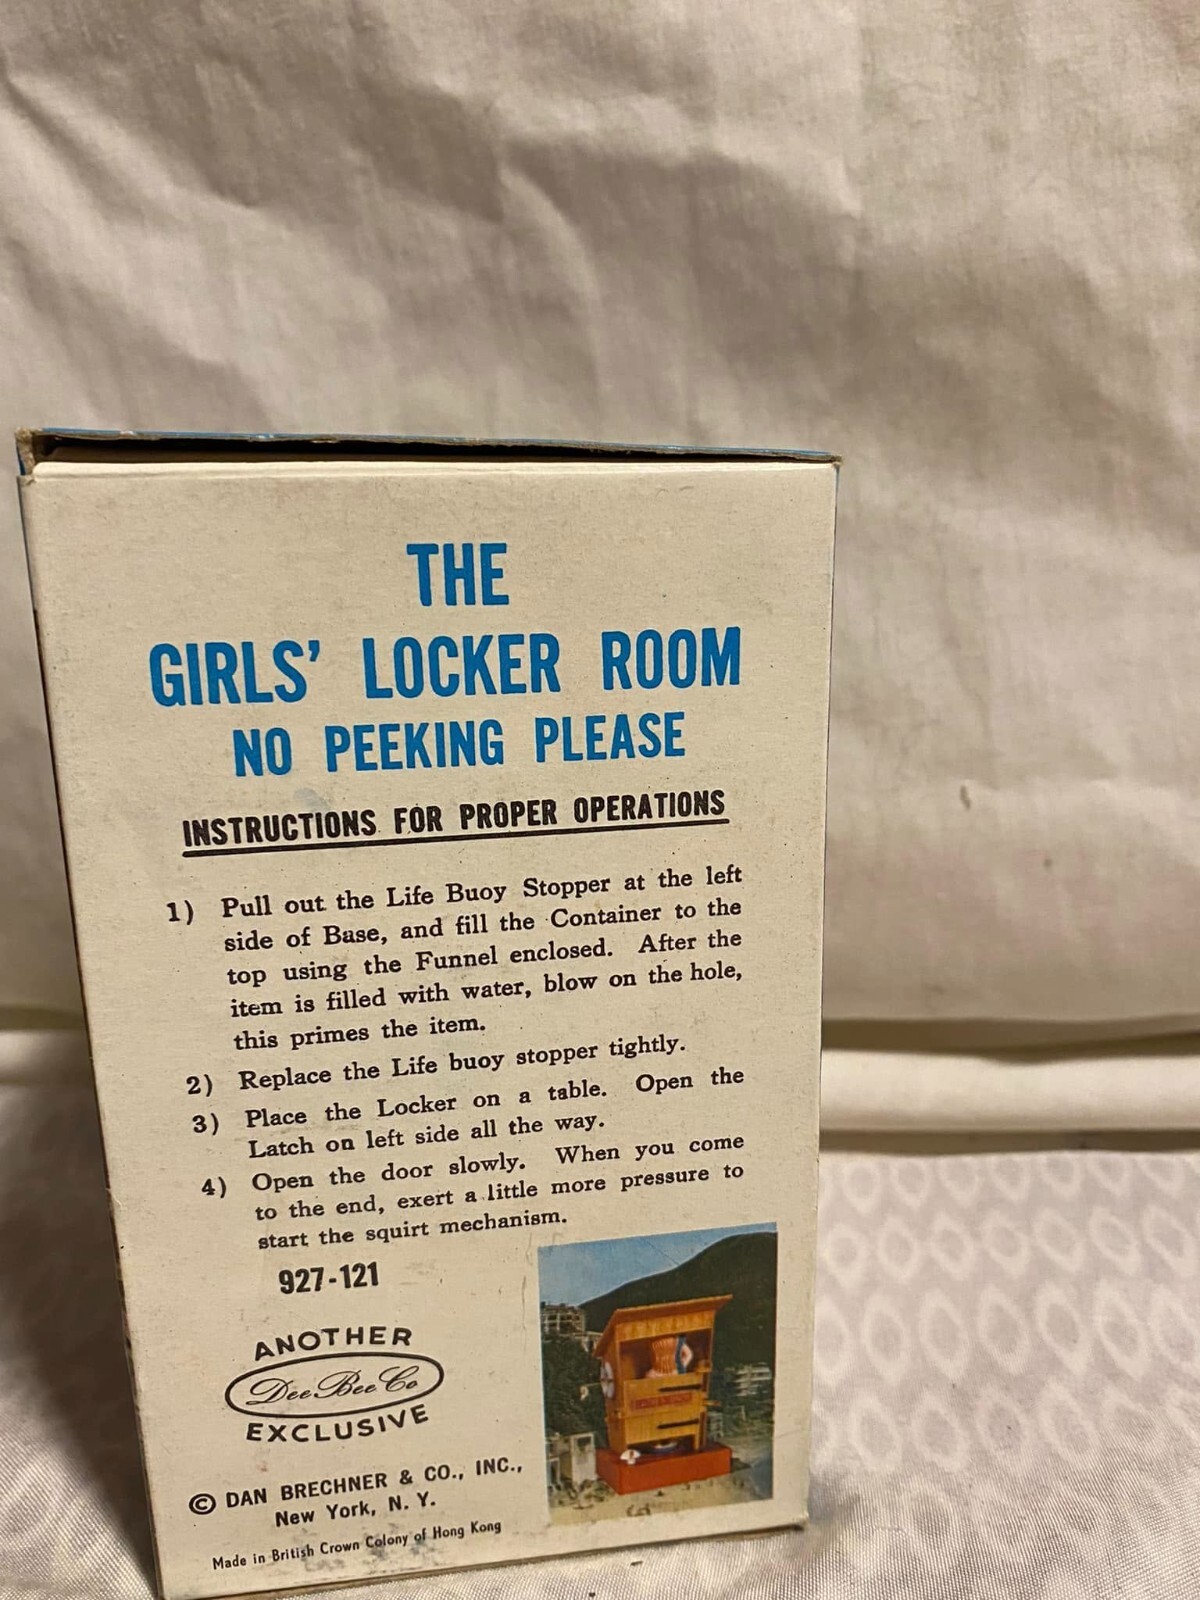 THE
GIRLS' LOCKER ROOM
NO PEEKING PLEASE
INSTRUCTIONS FOR PROPER OPERATIONS
1) Pull out the Life Buoy Stopper at the left
side of Base, and fill the Container to the
top using the Funnel enclosed. After the
item is filled with water, blow on the hole,
this primes the item.
2) Replace the Life buoy stopper tightly.
3) Place the Locker on a table. Open the
Latch on left side all the way.
4) Open the door slowly. When you come
to the end, exert a little more pressure to
start the squirt mechanism.
927-121
ANOTHER
Dee Bee Co
EXCLUSIVE
© DAN BRECHNER & CO., INC.,
New York, N. Y.
Made in British Crown Colony of Hong Kong